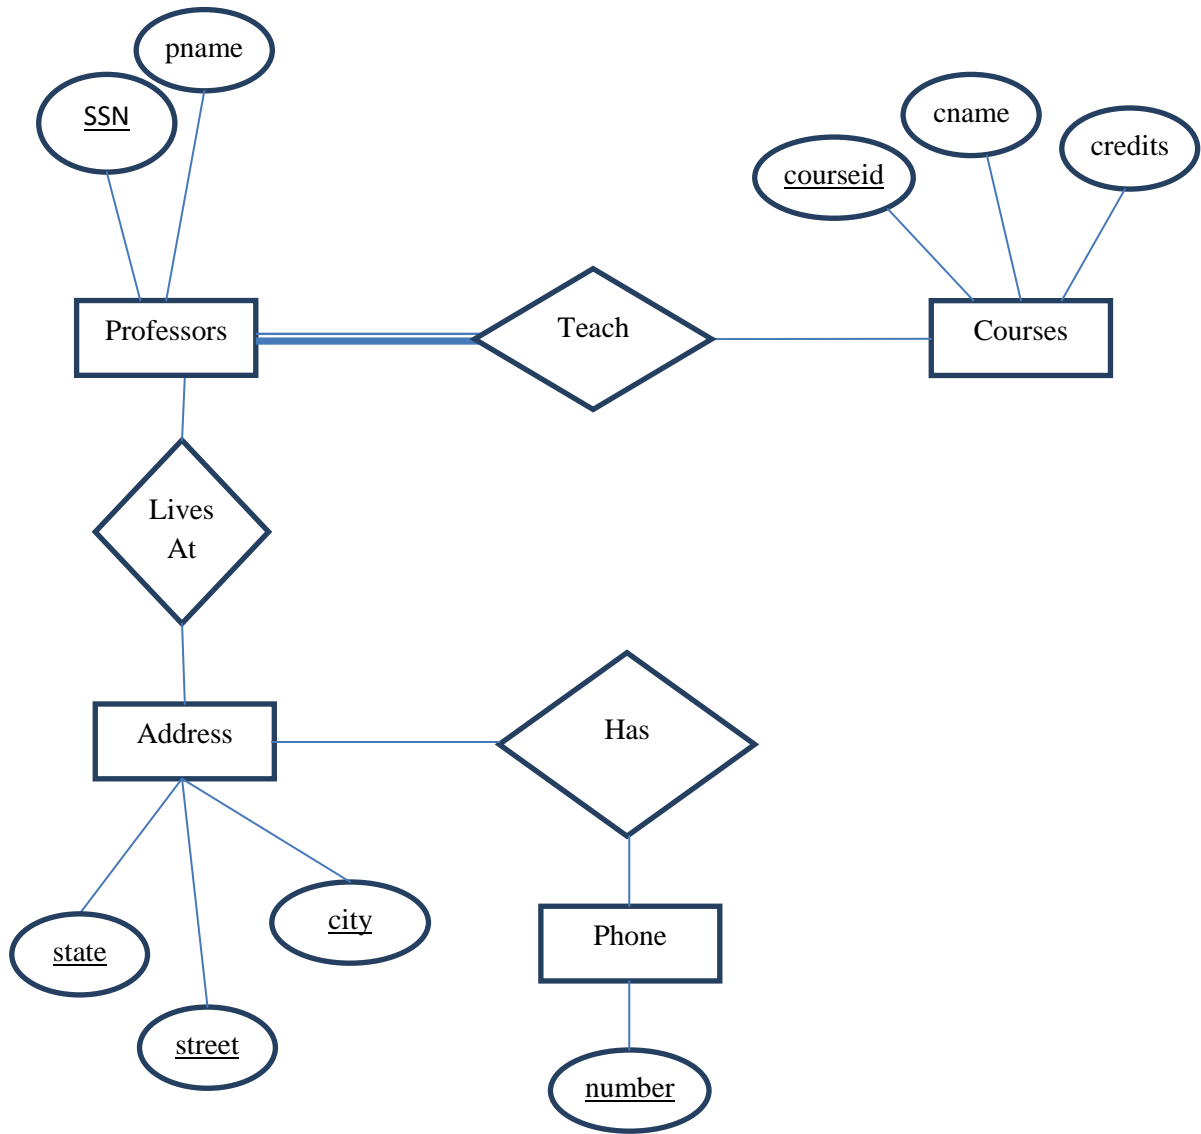 pname
SSN
cname
credits
courseid
Professors
Teach
Courses
Lives
At
Address
Has
state
city
street
Phone
number